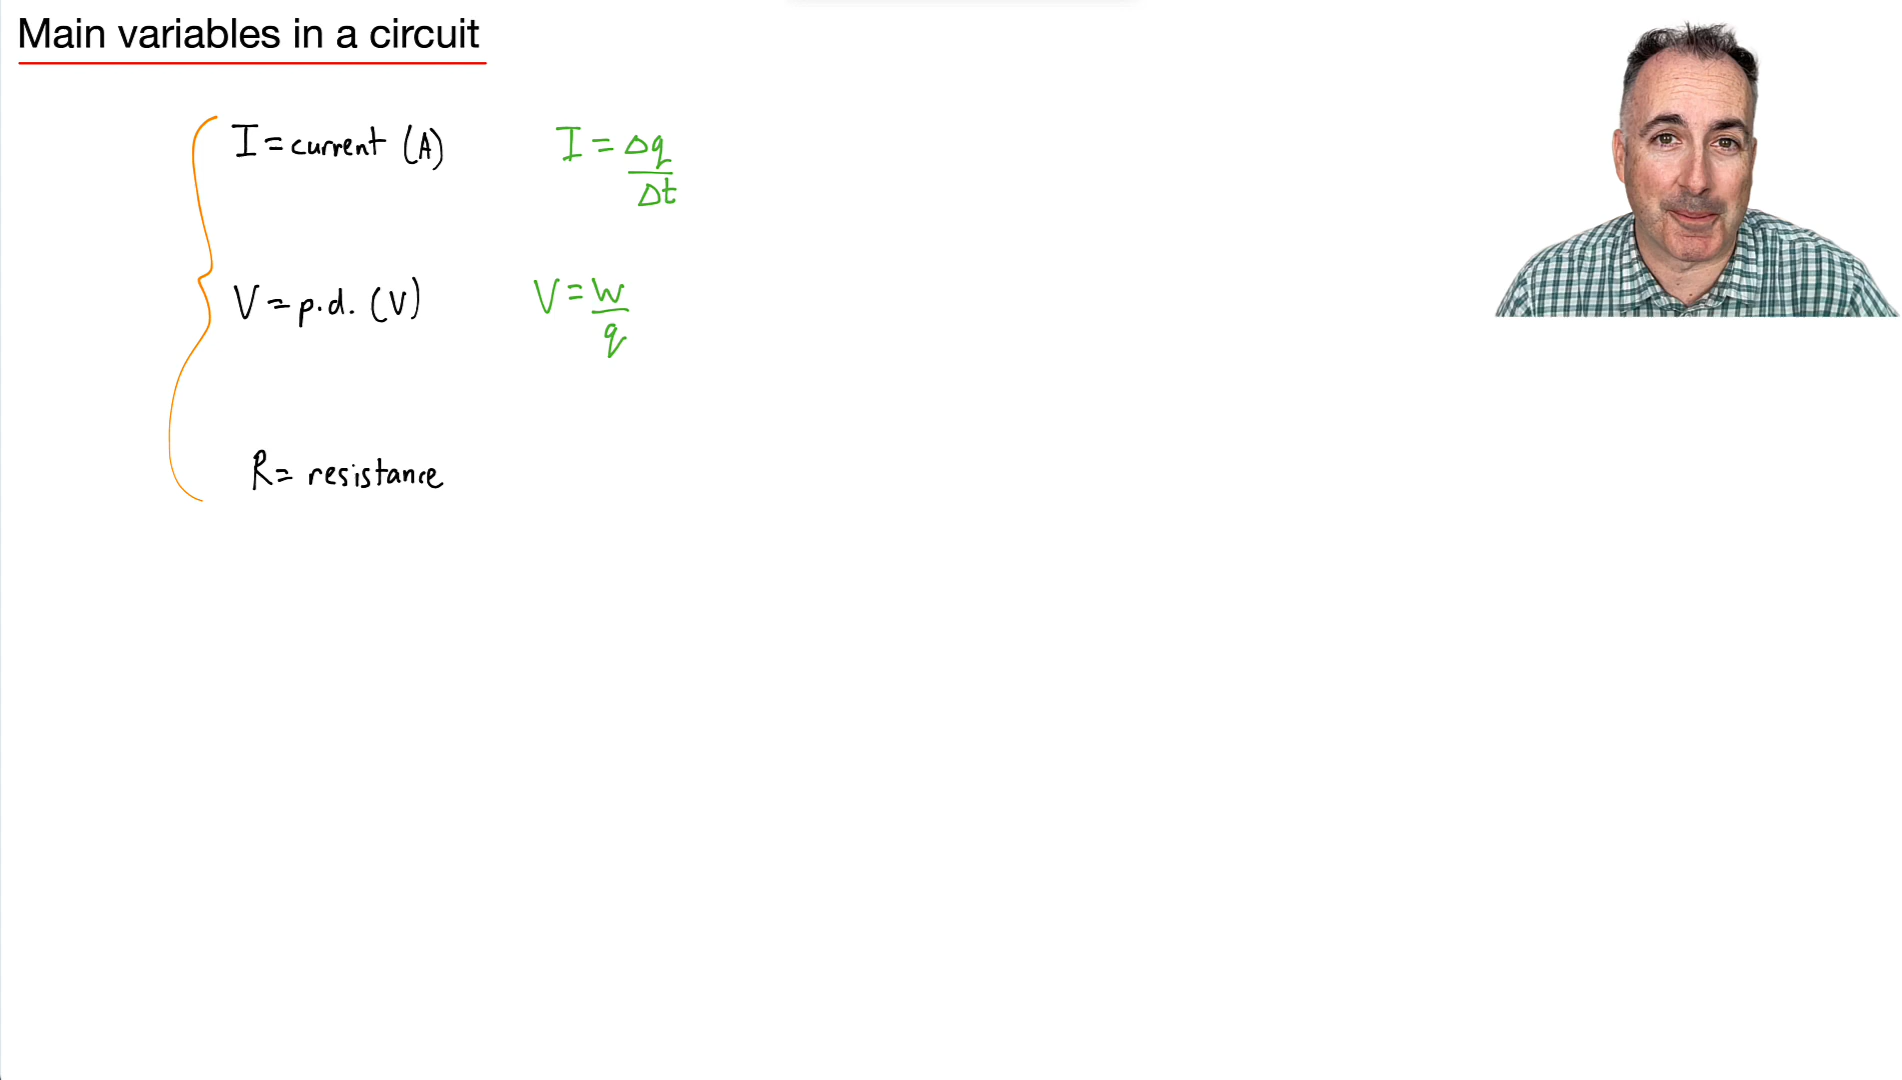 Main variables in a circuit
I = current (A) I = Δq/Δt
V = p.d. (V) V = W/q
R = resistance